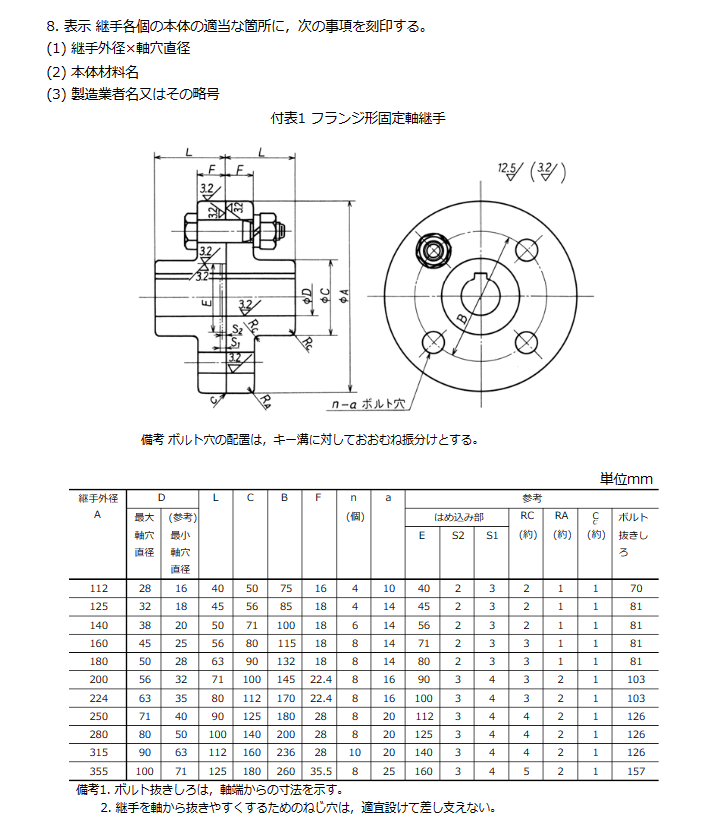 8. 表示 継手各個の本体の適当な箇所に，次の事項を刻印する。
(1) 継手外径×軸穴直径
(2) 本体材料名
(3) 製造業者名又はその略号
付表1 フランジ形固定軸継手
L L
F F
12.5 ( 3.2 )
3.2
3.2 3.2
3.2
3.2
E 3.2 φD φC φA
S2 RC
S1 RC
3.2
c RA
B
n-a ボルト穴
備考 ボルト穴の配置は，キー溝に対しておおむね振分けとする。
単位mm
継手外径 D L C B F n a 参考
A 最大 (参考) (個) はめ込み部 RC RA C ボルト
軸穴 最小 E S2 S1 (約) (約) c 抜きし
直径 軸穴 (約) ろ
直径
112 28 16 40 50 75 16 4 10 40 2 3 2 1 1 70
125 32 18 45 56 85 18 4 14 45 2 3 2 1 1 81
140 38 20 50 71 100 18 6 14 56 2 3 2 1 1 81
160 45 25 56 80 115 18 8 14 71 2 3 3 1 1 81
180 50 28 63 90 132 18 8 14 80 2 3 3 1 1 81
200 56 32 71 100 145 22.4 8 16 90 3 4 3 2 1 103
224 63 35 80 112 170 22.4 8 16 100 3 4 3 2 1 103
250 71 40 90 125 180 28 8 20 112 3 4 4 2 1 126
280 80 50 100 140 200 28 8 20 125 3 4 4 2 1 126
315 90 63 112 160 236 28 10 20 140 3 4 4 2 1 126
355 100 71 125 180 260 35.5 8 25 160 3 4 5 2 1 157
備考1. ボルト抜きしろは，軸端からの寸法を示す。
2. 継手を軸から抜きやすくするためのねじ穴は，適宜設けて差し支えない。